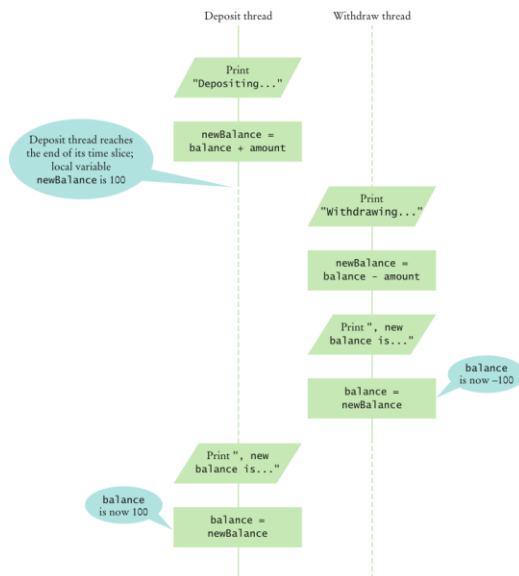 Deposit thread
Withdraw thread
Print
"Depositing..."
newBalance =
balance + amount
Deposit thread reaches
the end of its time slice;
local variable
newBalance is 100
Print
"Withdrawing..."
newBalance =
balance - amount
Print ", new
balance is..."
balance
is now –100
balance =
newBalance
Print ", new
balance is..."
balance
is now 100
balance =
newBalance